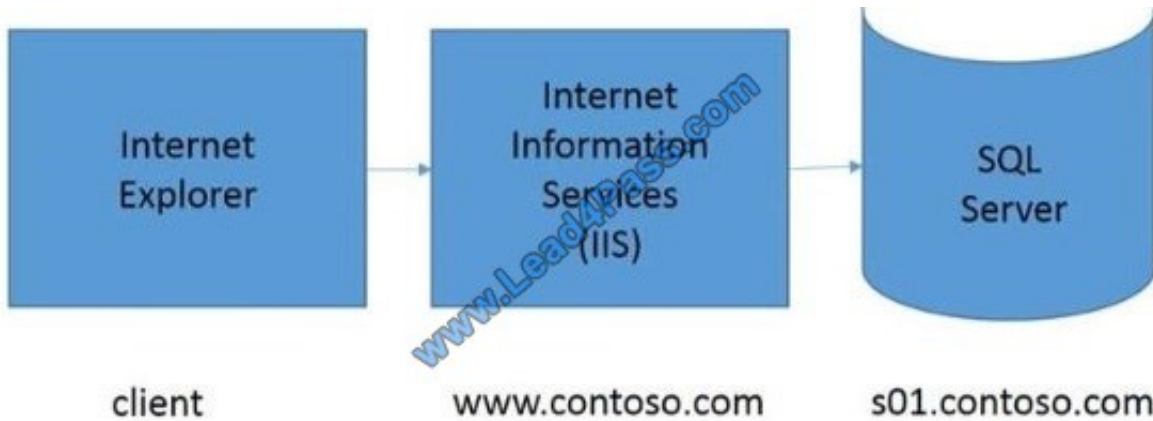 Internet
Explorer
Internet
Information
Services
(IIS)
SQL
Server
www.Lead4Pass.com
client
www.contoso.com
s01.contoso.com